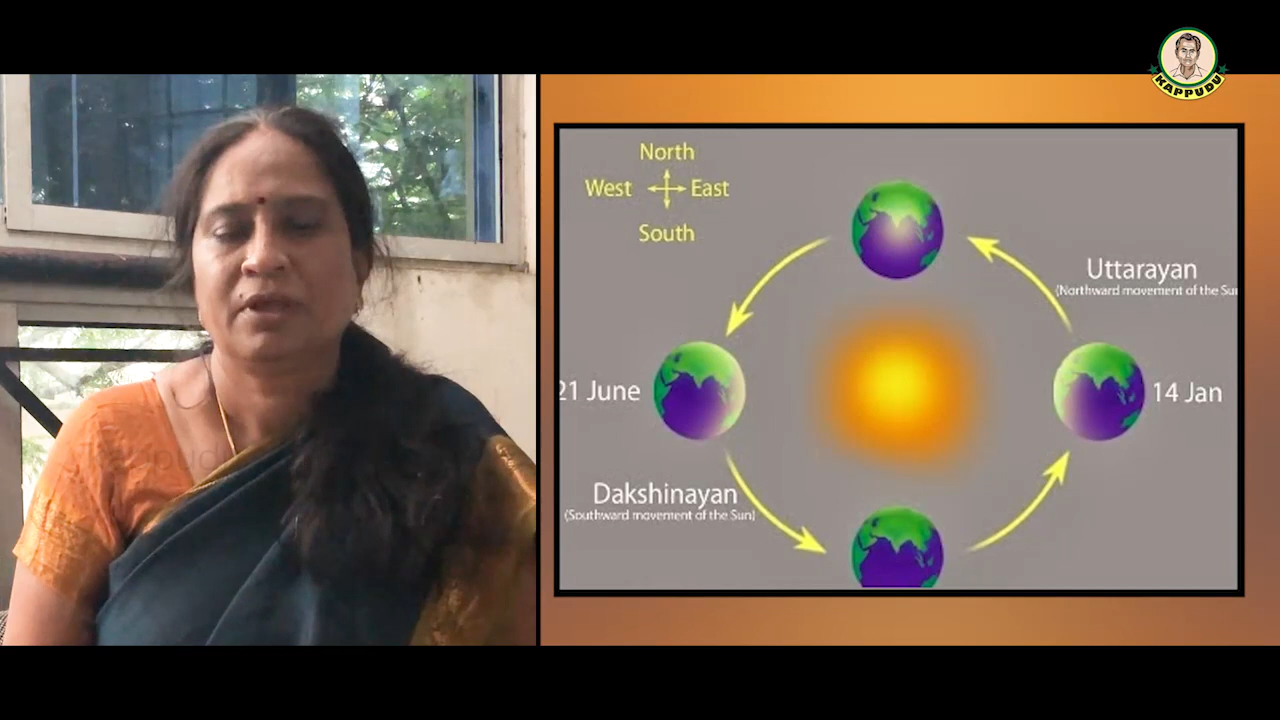 KAPPUDU
North
West East
South
Uttarayan
(Northward movement of the Su
21 June
14 Jan
Dakshinayan
(Southward movement of the Sun)